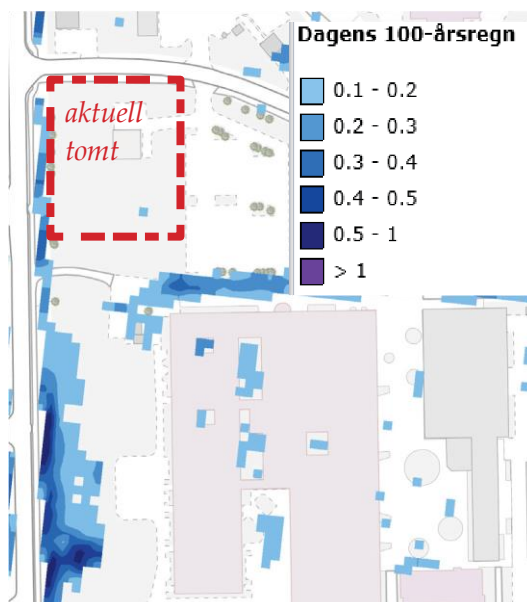 Dagens 100-årsregn
0.1 - 0.2
0.2 - 0.3
0.3 - 0.4
0.4 - 0.5
0.5 - 1
> 1
aktuell
tomt